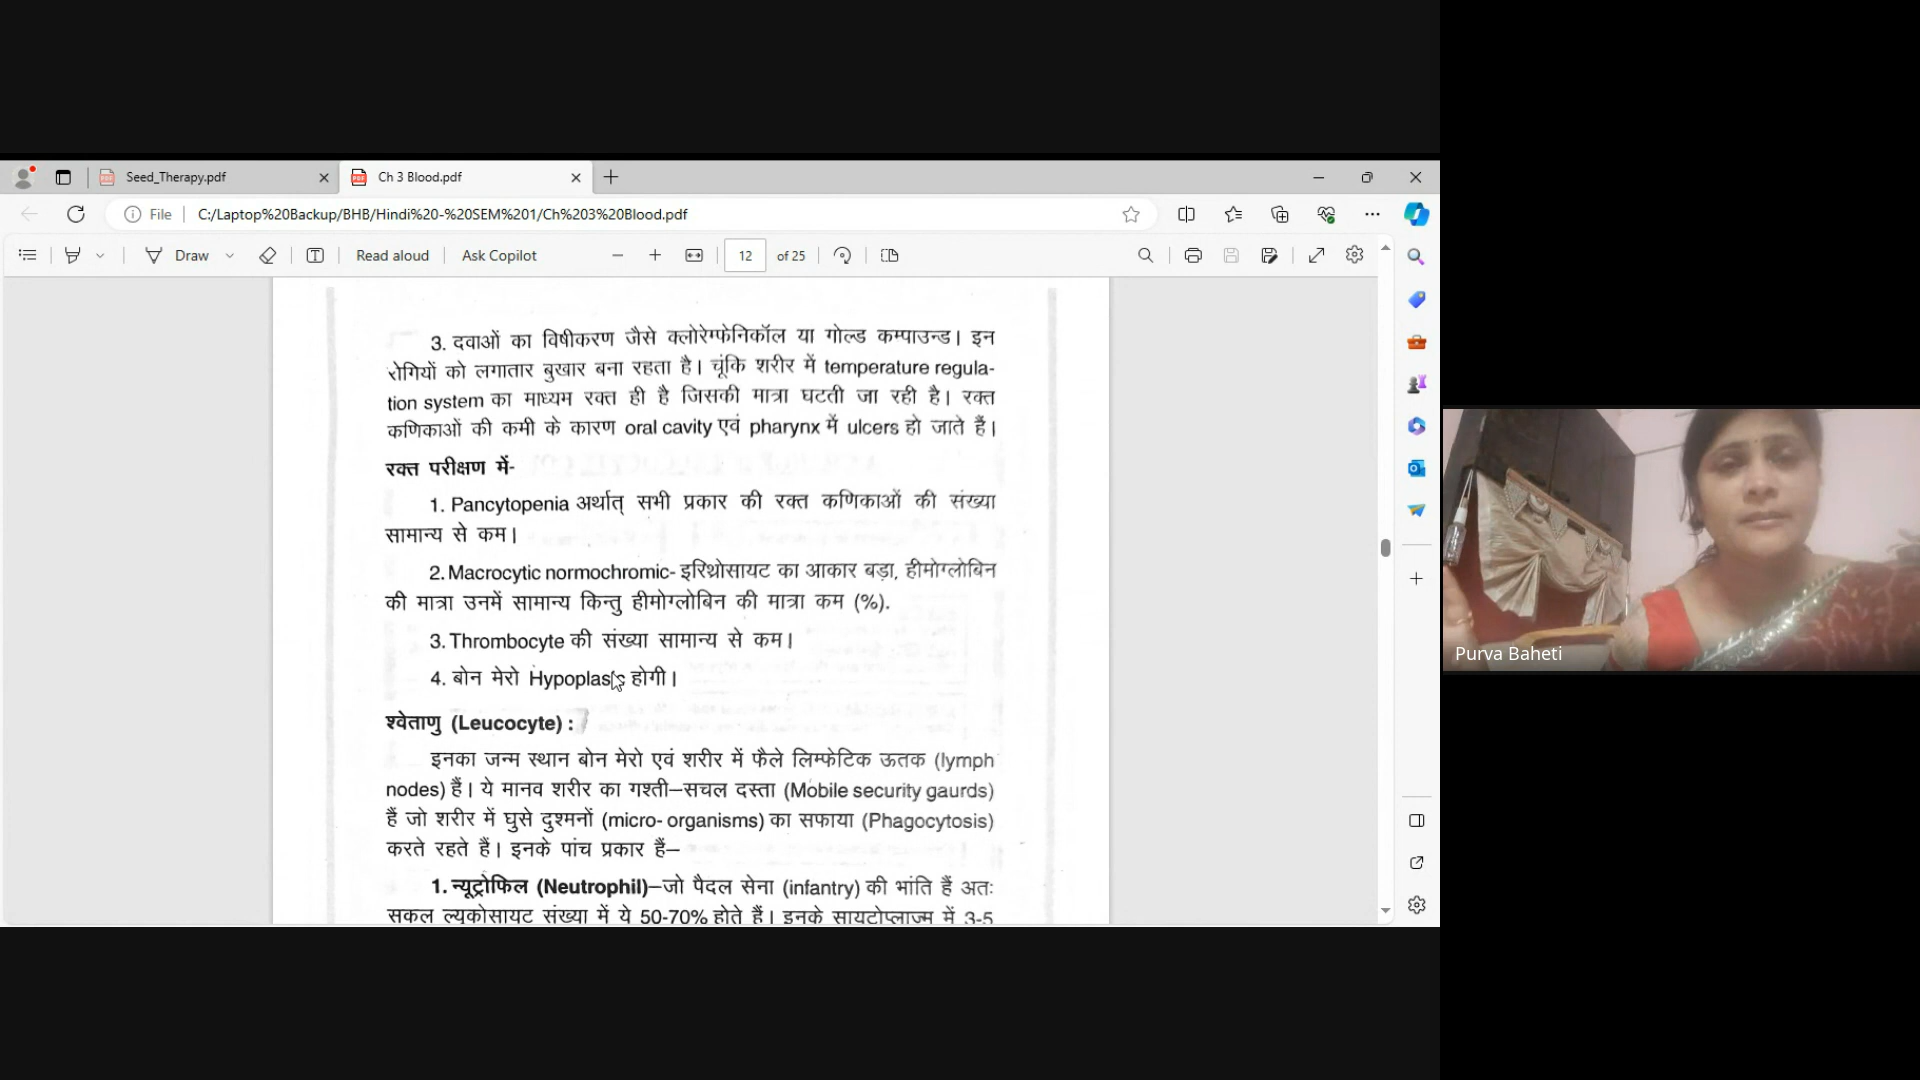 Seed_Therapy.pdf
Ch 3 Blood.pdf
File
C:/Laptop%20Backup/BHB/Hindi%20-%20SEM%201/Ch%203%20Blood.pdf
Draw
Read aloud
Ask Copilot
12
of 25
3. दवाओं का विषीकरण जैसे क्लोरेम्फेनिकॉल या गोल्ड कम्पाउन्ड। इन
रोगियों को लगातार बुखार बना रहता है। चूंकि शरीर में temperature regula-
tion system का माध्यम रक्त ही है जिसकी मात्रा घटती जा रही है। रक्त
कणिकाओं की कमी के कारण oral cavity एवं pharynx में ulcers हो जाते हैं।
रक्त परीक्षण में-
1. Pancytopenia अर्थात् सभी प्रकार की रक्त कणिकाओं की संख्या
सामान्य से कम।
2. Macrocytic normochromic- इरिथ्रोसायट का आकार बड़ा, हीमोग्लोबिन
की मात्रा उनमें सामान्य किन्तु हीमोग्लोबिन की मात्रा कम (%).
3. Thrombocyte की संख्या सामान्य से कम।
4. बोन मेरो Hypoplastic होगी।
श्वेताणु (Leucocyte) :
इनका जन्म स्थान बोन मेरो एवं शरीर में फैले लिम्फेटिक ऊतक (lymph
nodes) हैं। ये मानव शरीर का गश्ती–सचल दस्ता (Mobile security gaurds)
हैं जो शरीर में घुसे दुश्मनों (micro- organisms) का सफाया (Phagocytosis)
करते रहते हैं। इनके पांच प्रकार हैं–
1. न्यूट्रोफिल (Neutrophil)–जो पैदल सेना (infantry) की भांति हैं अतः
सकल ल्यूकोसायट संख्या में ये 50-70% होते हैं। इनके सायटोप्लाज्म में 3-5
Purva Baheti